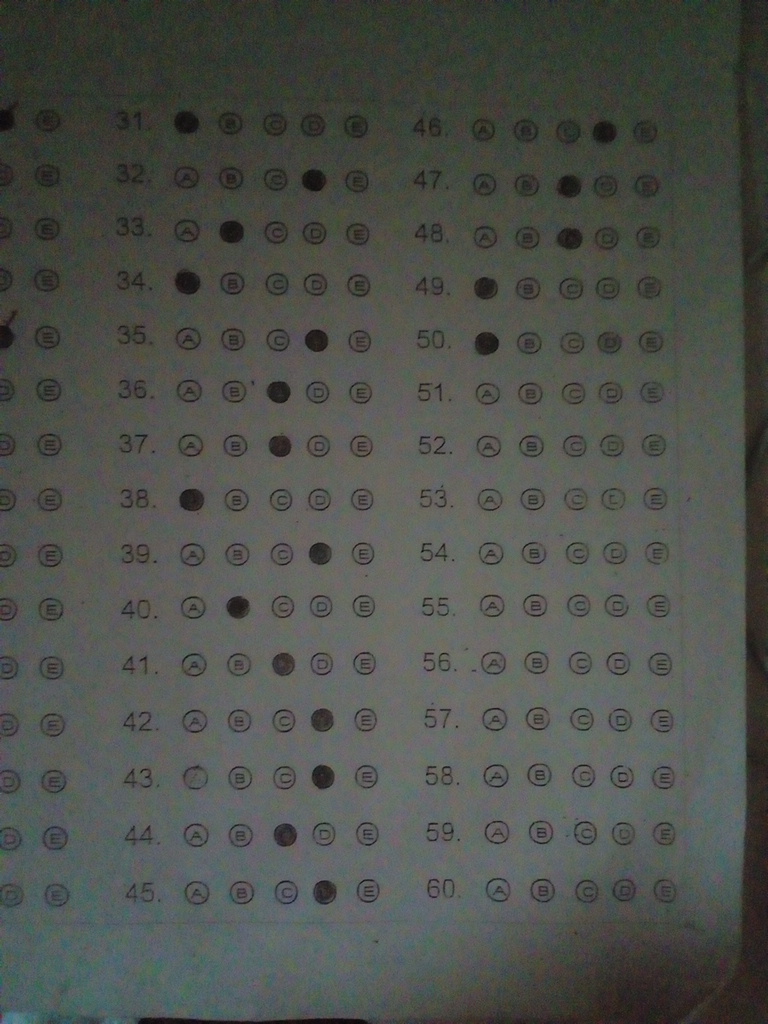 E 31. B C D E 46. A B C E
E 32. A B C E 47. A B D E
E 33. A C D E 48. A B D E
E 34. B C D E 49. B C D E
E 35. A B C E 50. B C D E
D E 36. A B D E 51. A B C D E
D E 37. A B D E 52. A B C D E
D E 38. B C D E 53. A B C D E
D E 39. A B C E 54. A B C D E
D E 40. A C D E 55. A B C D E
D E 41. A B D E 56. A B C D E
D E 42. A B C E 57. A B C D E
D E 43. B C E 58. A B C D E
D E 44. A B D E 59. A B C D E
D E 45. A B C E 60. A B C D E